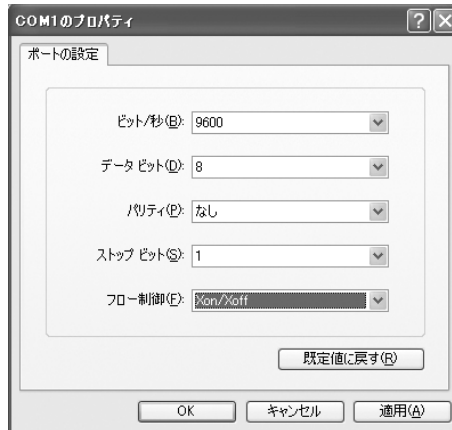 COM1のプロパティ
ポートの設定
ビット/秒(B): 9600
データ ビット(D): 8
パリティ(P): なし
ストップ ビット(S): 1
フロー制御(F): Xon/Xoff
既定値に戻す(R)
OK キャンセル 適用(A)